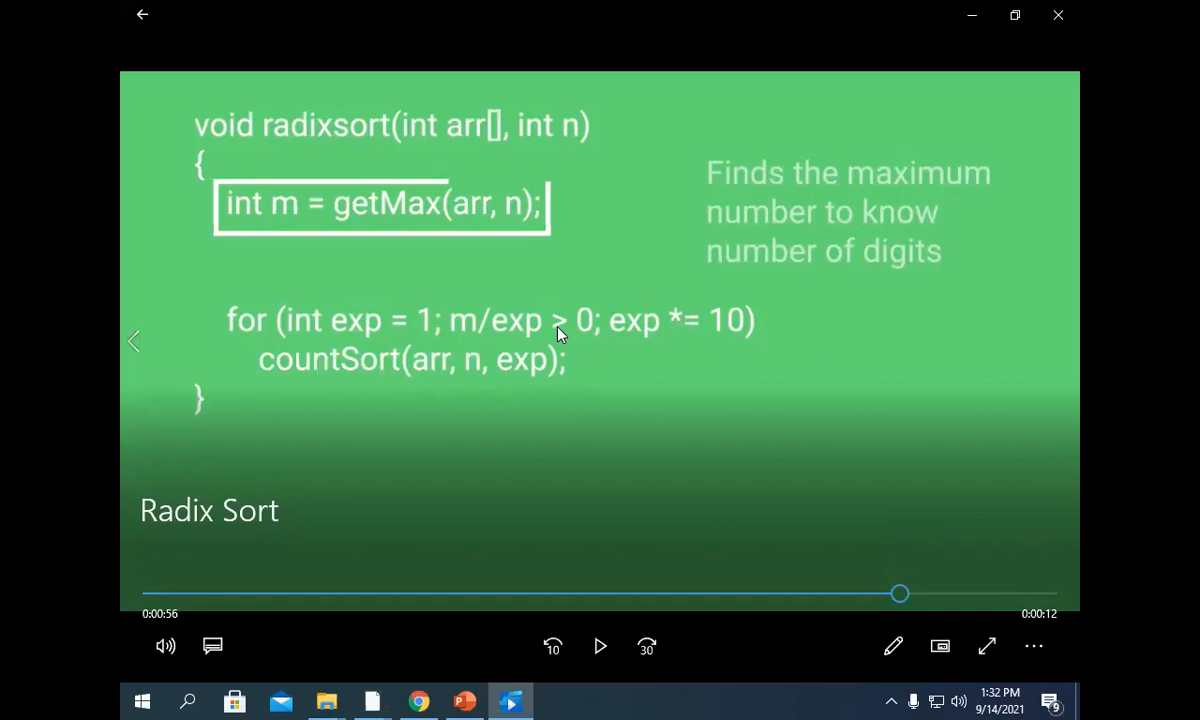 void radixsort(int arr[], int n)
{
int m = getMax(arr, n);
Finds the maximum
number to know
number of digits
for (int exp = 1; m/exp > 0; exp *= 10)
countSort(arr, n, exp);
}
Radix Sort
0:00:56
0:00:12
10
30
1:32 PM
9/14/2021
9